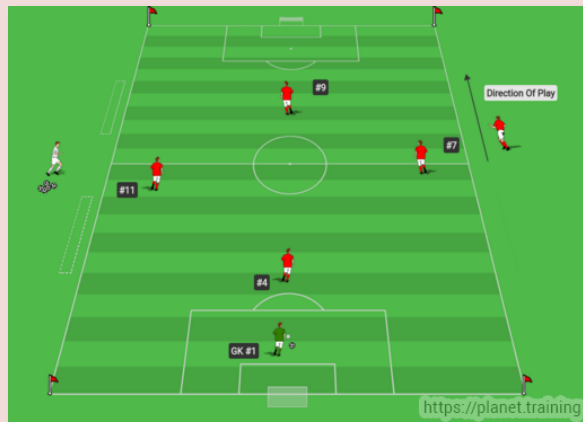 #9
Direction Of Play
#7
#11
#4
GK #1
https://planet.training